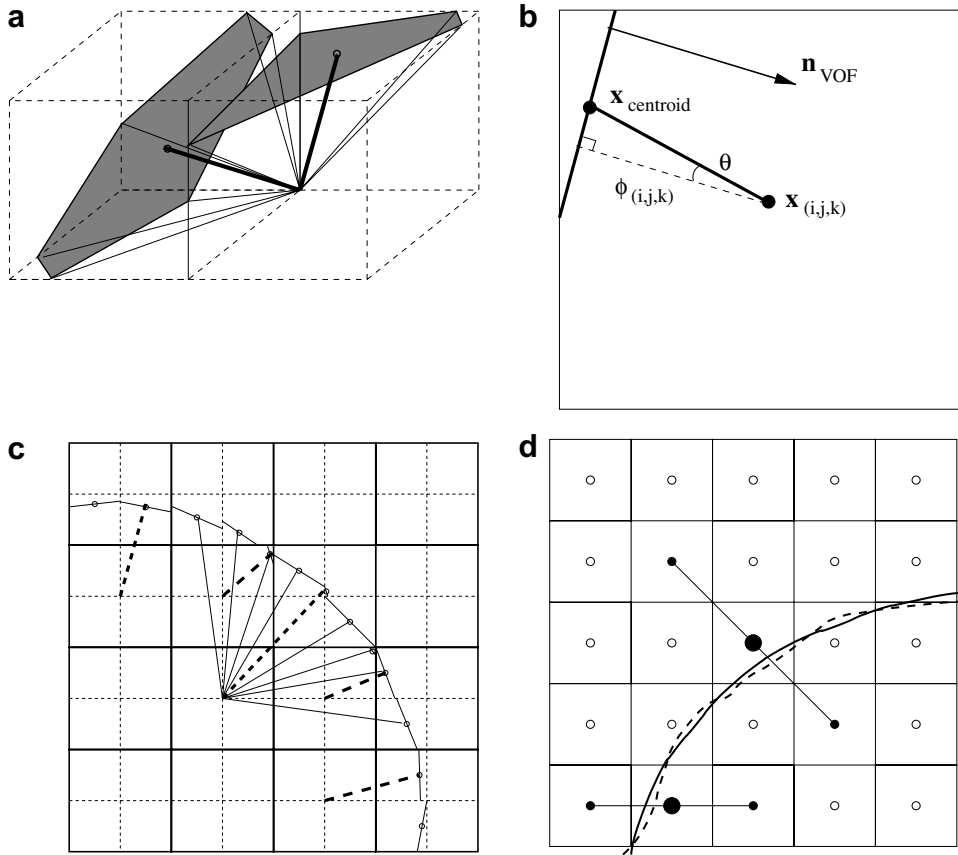 a
b
n VOF
x centroid
θ
ϕ (i,j,k)
x (i,j,k)
c
d